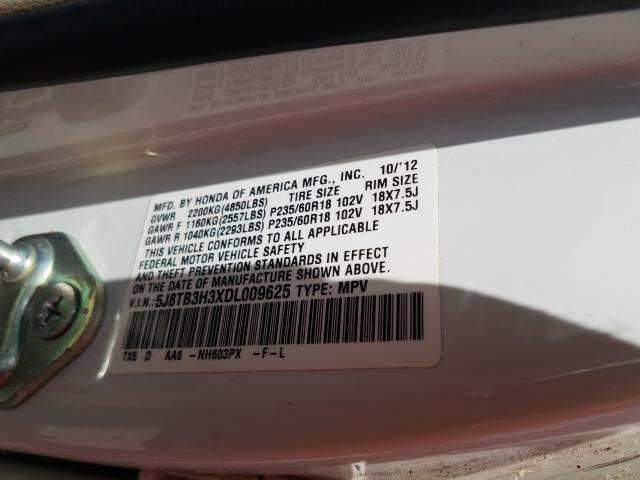 MFD. BY HONDA OF AMERICA MFG., INC. 10/'12
GVWR 2200KG(4850LBS) TIRE SIZE RIM SIZE
GAWR F 1160KG(2557LBS) P235/60R18 102V 18X7.5J
GAWR R 1040KG(2293LBS) P235/60R18 102V 18X7.5J
THIS VEHICLE CONFORMS TO ALL APPLICABLE
FEDERAL MOTOR VEHICLE SAFETY
AND THEFT PREVENTION STANDARDS IN EFFECT
ON THE DATE OF MANUFACTURE SHOWN ABOVE.
V.I.N.: 5J8TB3H3XDL009625 TYPE: MPV
TX5 D AA6 -NH603PX -F-L